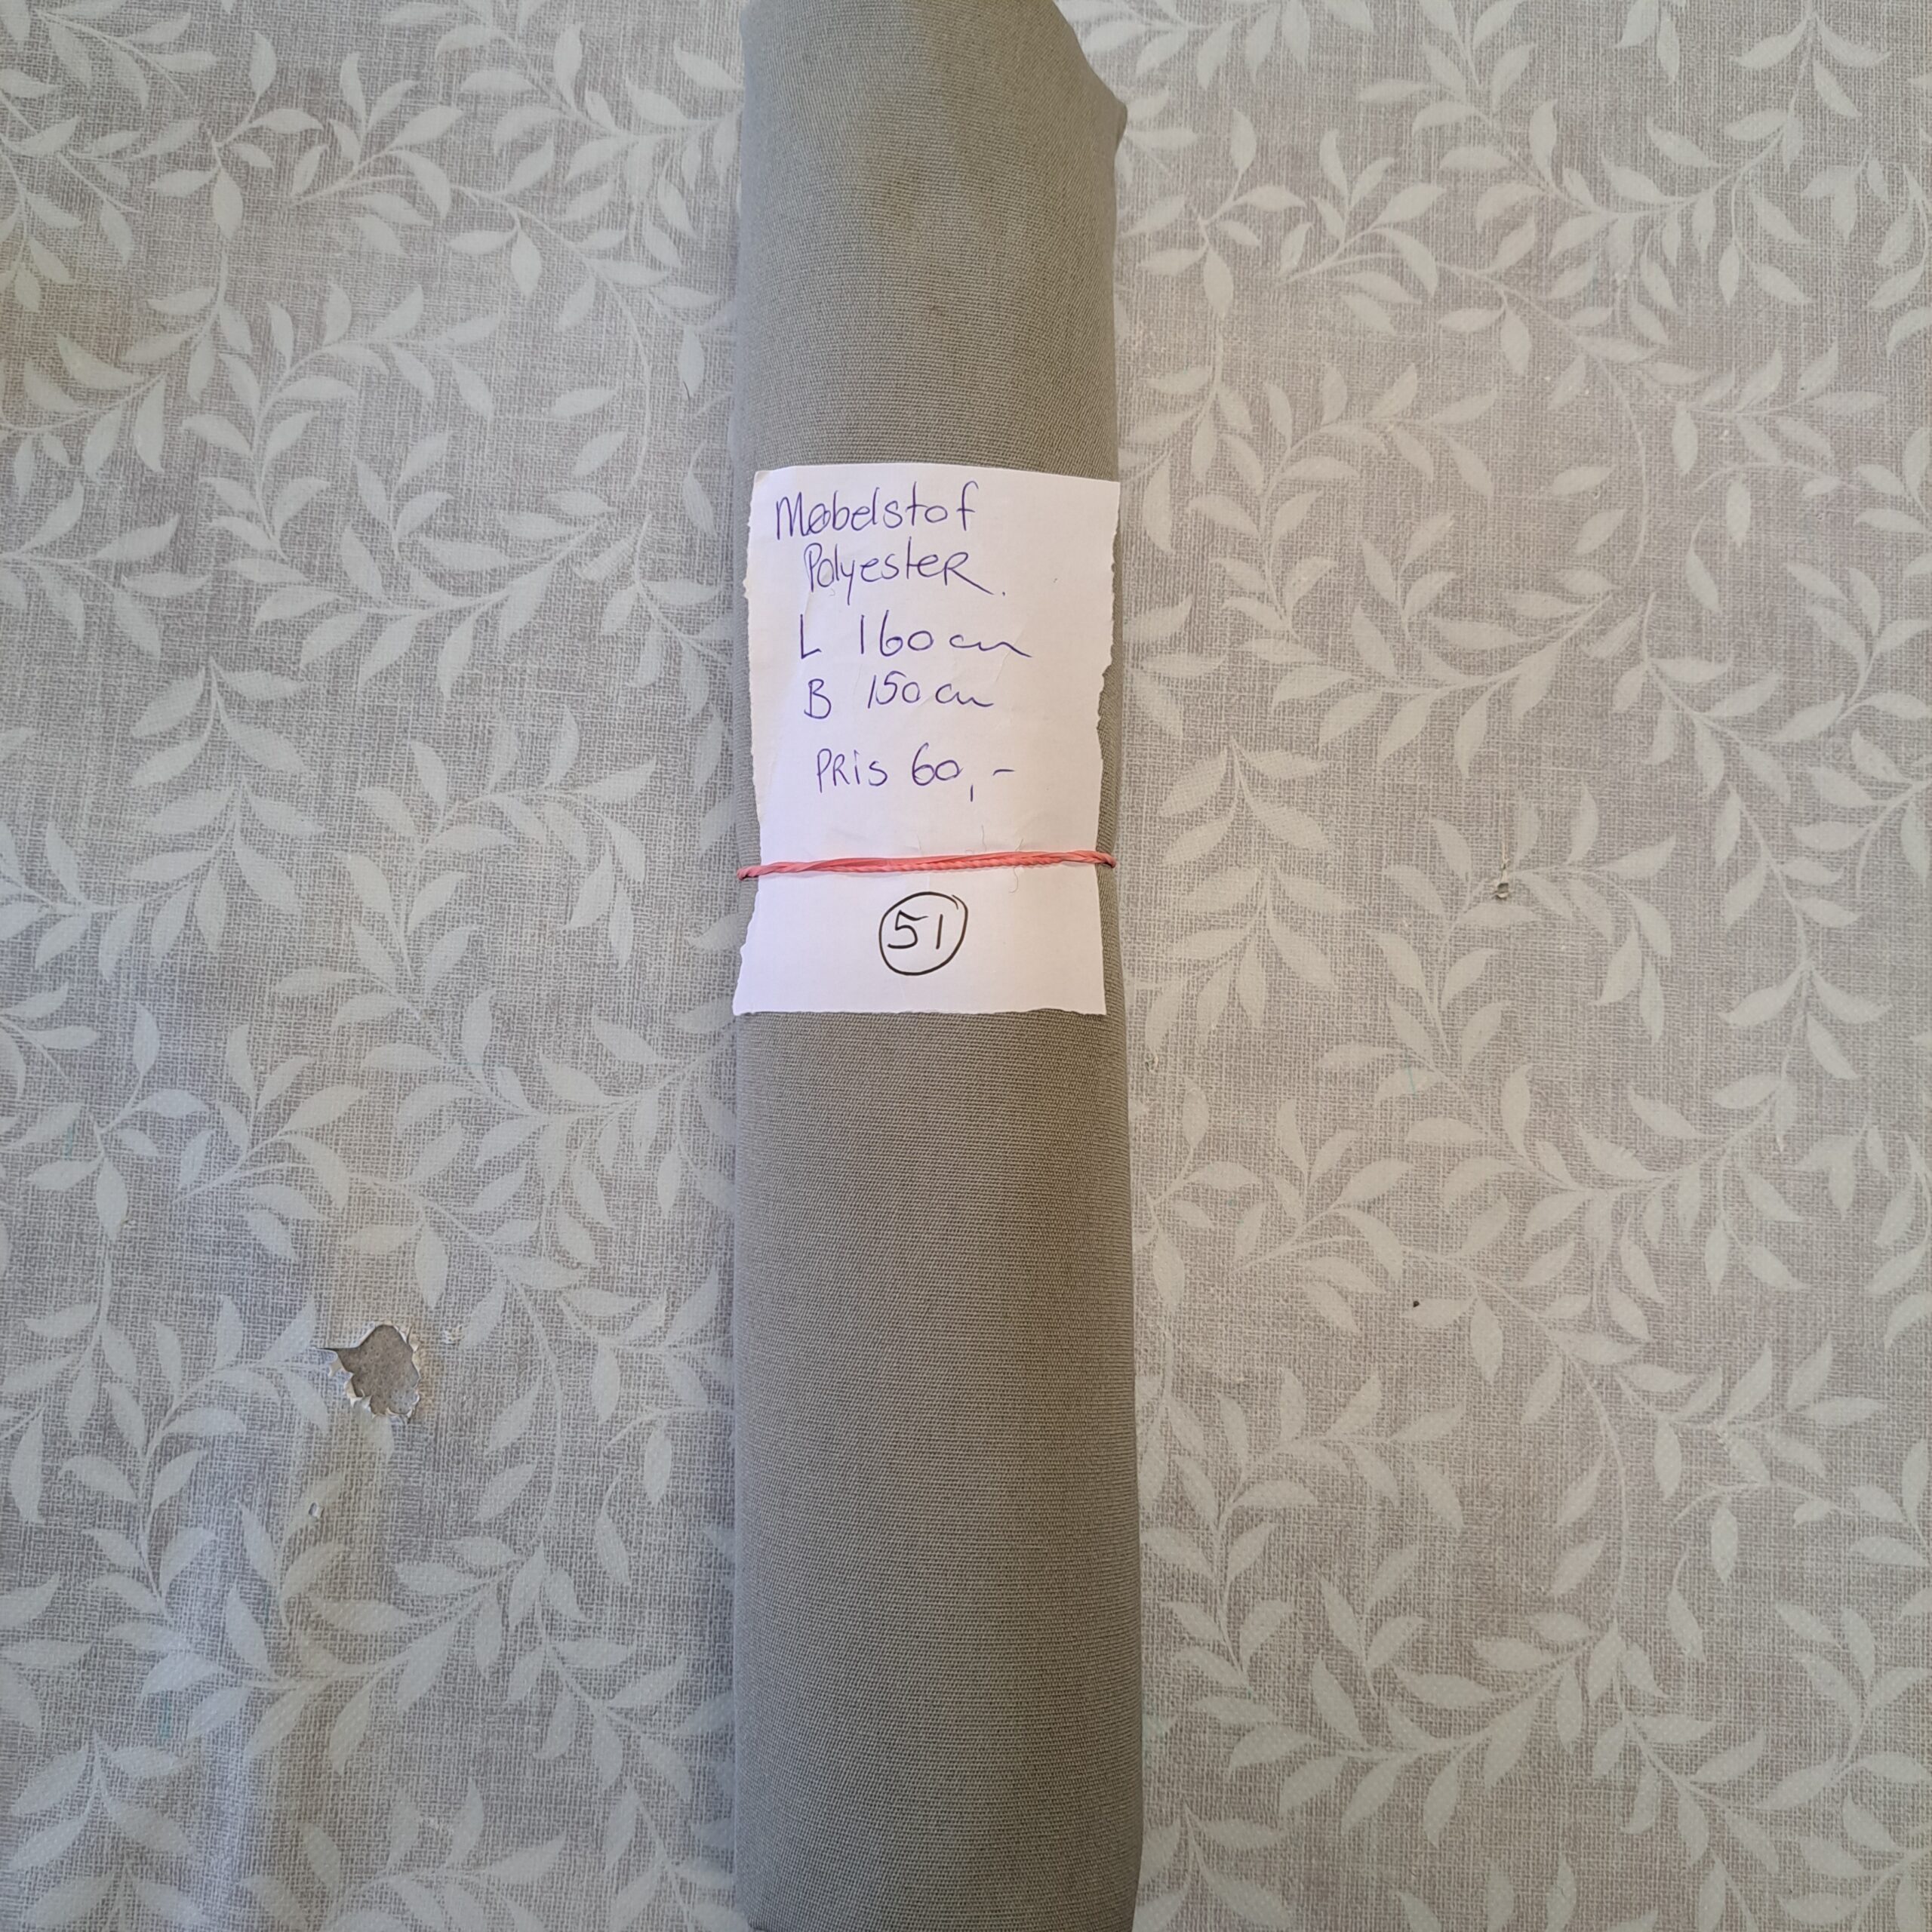 Møbelstof
Polyester.
L 160 cm
B 150 cm
PRis 60,-
51